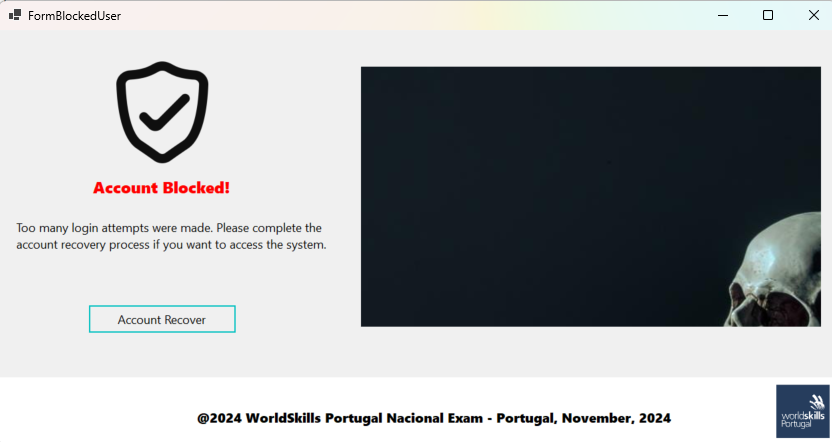 FormBlockedUser
Account Blocked!
Too many login attempts were made. Please complete the
account recovery process if you want to access the system.
Account Recover
@2024 WorldSkills Portugal Nacional Exam - Portugal, November, 2024
worldskills
Portugal